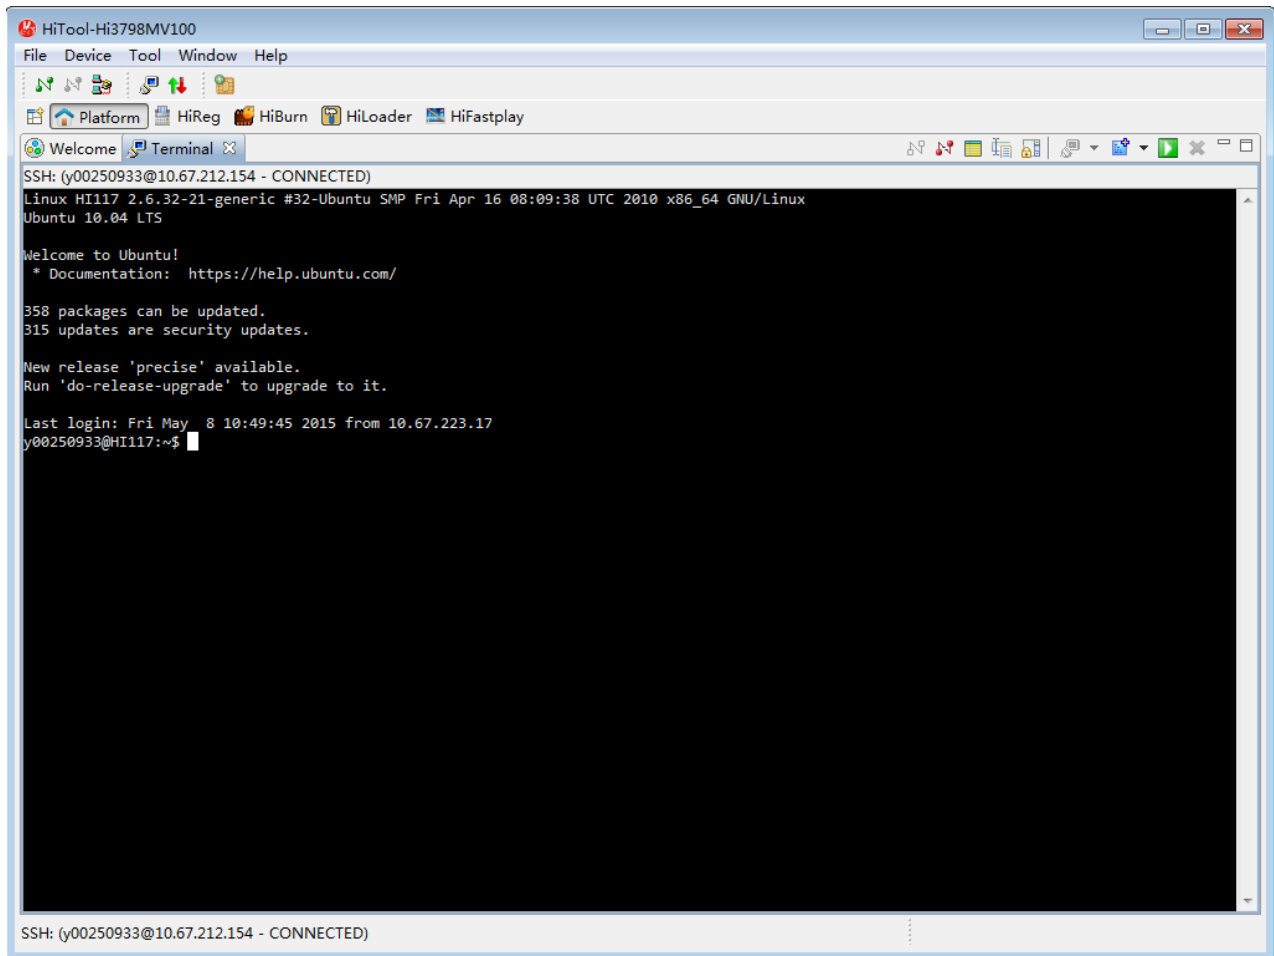 HiTool-Hi3798MV100
File Device Tool Window Help
Platform HiReg HiBurn HiLoader HiFastplay
Welcome Terminal
SSH: (y00250933@10.67.212.154 - CONNECTED)
Linux HI117 2.6.32-21-generic #32-Ubuntu SMP Fri Apr 16 08:09:38 UTC 2010 x86_64 GNU/Linux
Ubuntu 10.04 LTS
Welcome to Ubuntu!
 * Documentation:  https://help.ubuntu.com/
358 packages can be updated.
315 updates are security updates.
New release 'precise' available.
Run 'do-release-upgrade' to upgrade to it.
Last login: Fri May  8 10:49:45 2015 from 10.67.223.17
y00250933@HI117:~$
SSH: (y00250933@10.67.212.154 - CONNECTED)